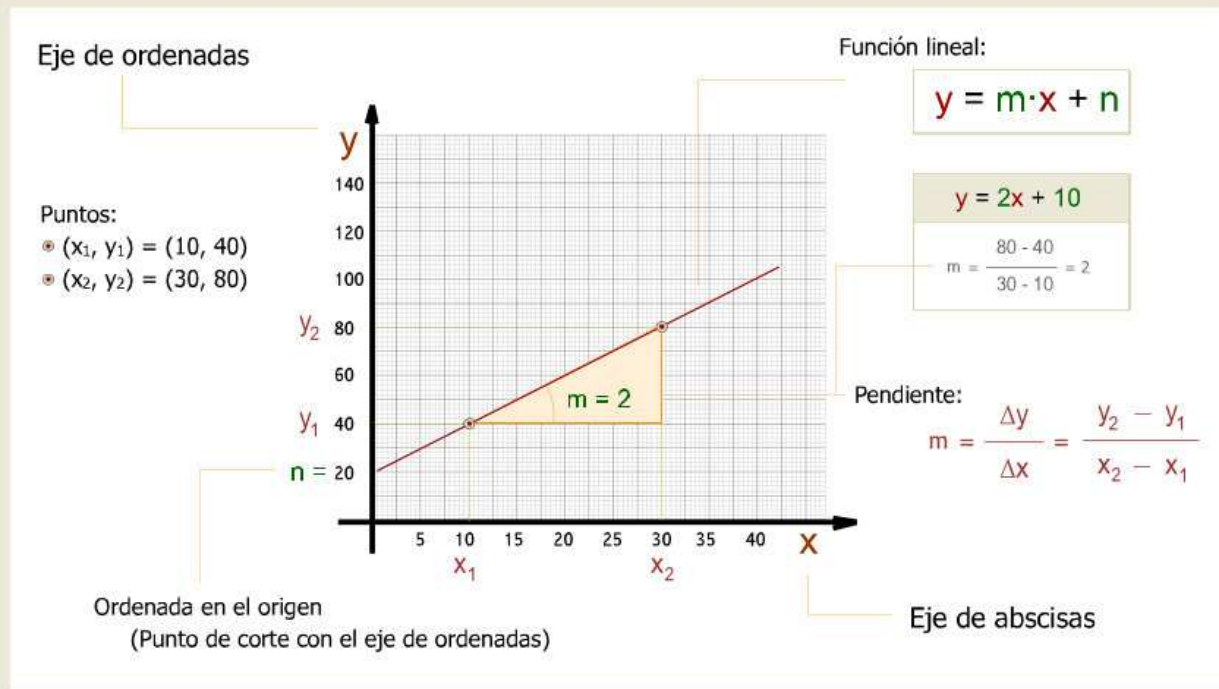 Eje de ordenadas
Función lineal:
y = m·x + n
y = 2x + 10
m = 80 - 40 / 30 - 10 = 2
Puntos:
(x₁, y₁) = (10, 40)
(x₂, y₂) = (30, 80)
y
140
120
100
y₂ 80
60
y₁ 40
n = 20
m = 2
5 10 15 20 25 30 35 40 x
x₁ x₂
Pendiente:
m = Δy / Δx = y₂ − y₁ / x₂ − x₁
Ordenada en el origen
(Punto de corte con el eje de ordenadas)
Eje de abscisas